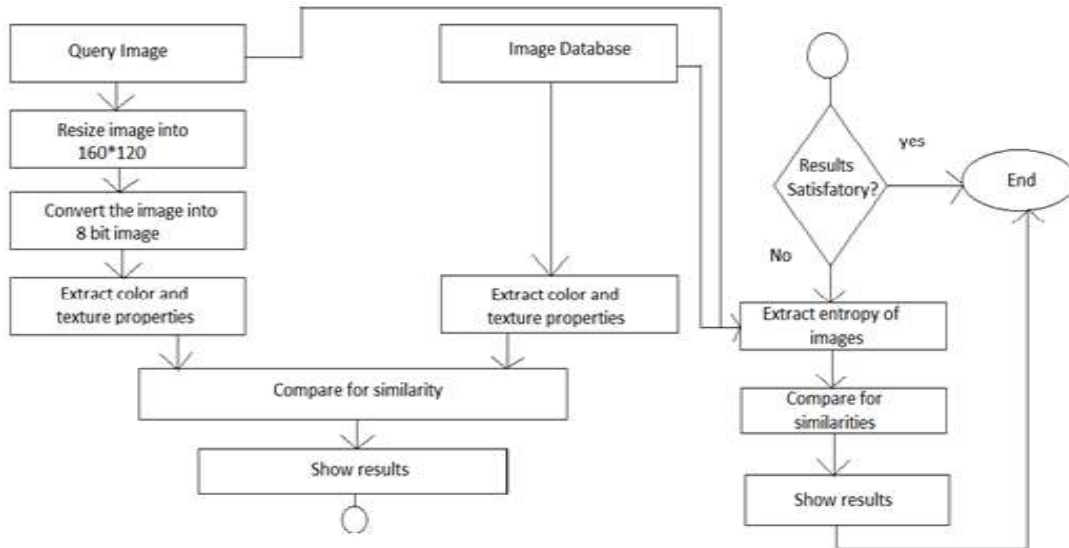 Query Image
Resize image into
160*120
Convert the image into
8 bit image
Extract color and
texture properties
Image Database
Extract color and
texture properties
Compare for similarity
Show results
Results
Satisfatory?
yes
End
No
Extract entropy of
images
Compare for
similarities
Show results